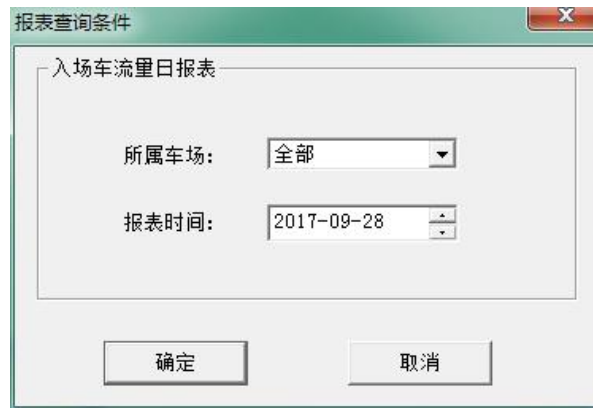 报表查询条件
入场车流量日报表
所属车场: 全部
报表时间: 2017-09-28
确定 取消